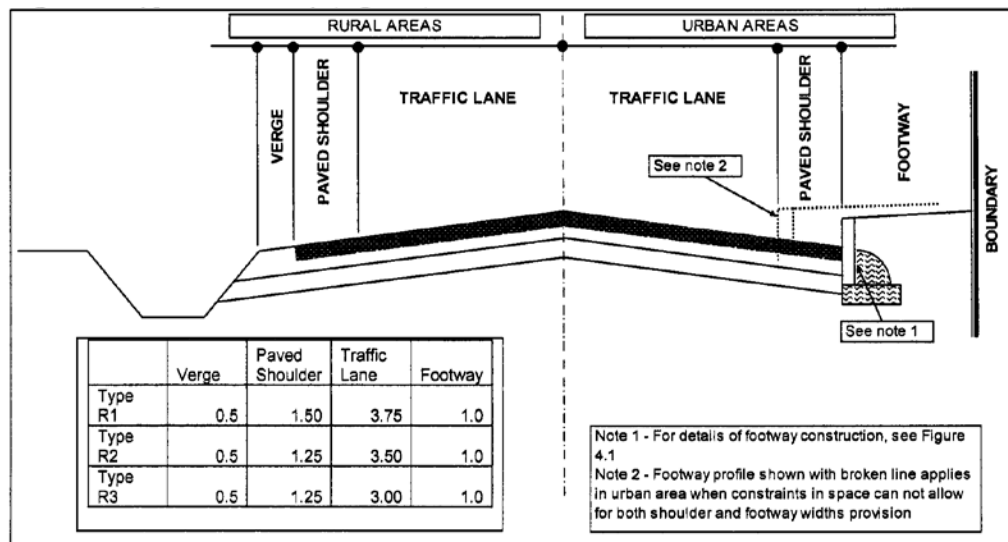 RURAL AREAS
URBAN AREAS
VERGE
PAVED SHOULDER
TRAFFIC LANE
TRAFFIC LANE
PAVED SHOULDER
FOOTWAY
BOUNDARY
See note 2
See note 1
Verge Paved Shoulder Traffic Lane Footway
Type R1 0.5 1.50 3.75 1.0
Type R2 0.5 1.25 3.50 1.0
Type R3 0.5 1.25 3.00 1.0
Note 1 - For details of footway construction, see Figure
4.1
Note 2 - Footway profile shown with broken line applies
in urban area when constraints in space can not allow
for both shoulder and footway widths provision